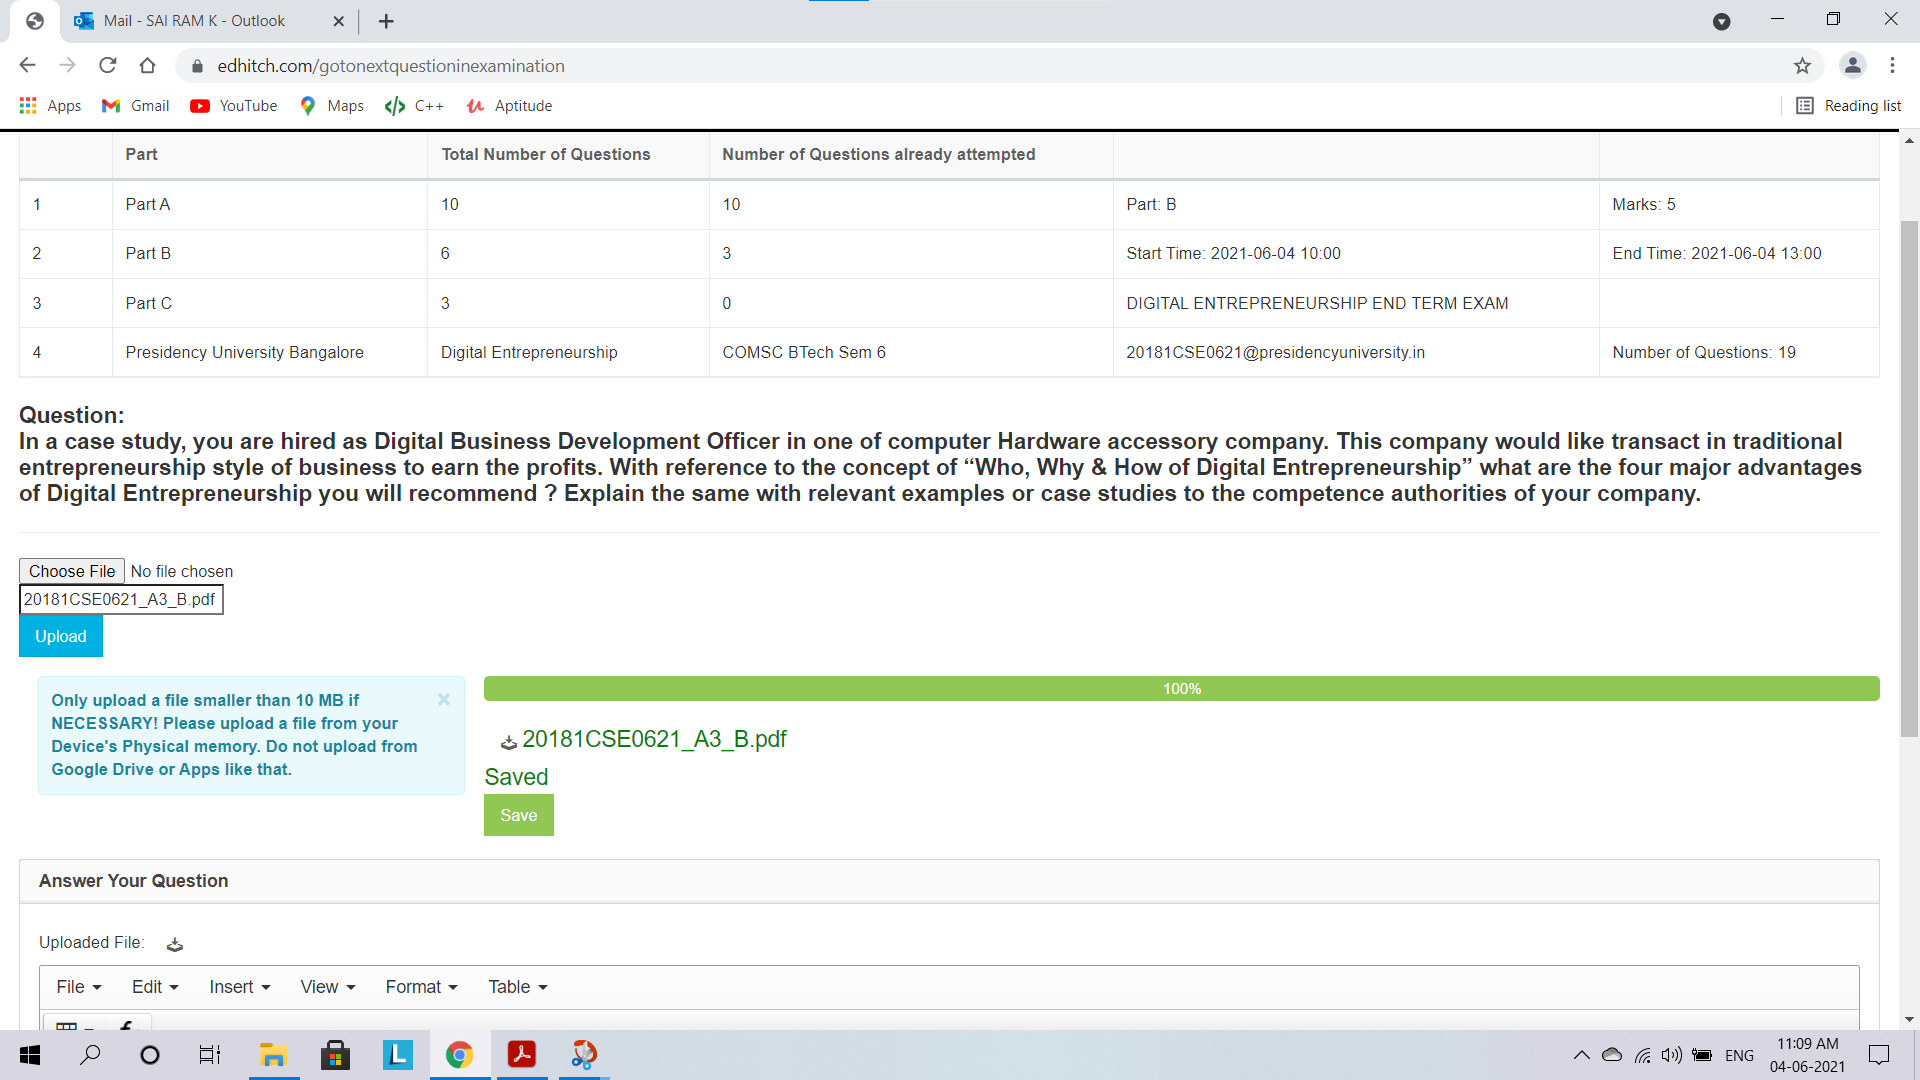 Mail - SAI RAM K - Outlook
edhitch.com/gotonextquestioninexamination
Apps Gmail YouTube Maps C++ Aptitude Reading list
Part Total Number of Questions Number of Questions already attempted
1 Part A 10 10 Part: B Marks: 5
2 Part B 6 3 Start Time: 2021-06-04 10:00 End Time: 2021-06-04 13:00
3 Part C 3 0 DIGITAL ENTREPRENEURSHIP END TERM EXAM
4 Presidency University Bangalore Digital Entrepreneurship COMSC BTech Sem 6 20181CSE0621@presidencyuniversity.in Number of Questions: 19
Question:
In a case study, you are hired as Digital Business Development Officer in one of computer Hardware accessory company. This company would like transact in traditional
entrepreneurship style of business to earn the profits. With reference to the concept of “Who, Why & How of Digital Entrepreneurship” what are the four major advantages
of Digital Entrepreneurship you will recommend ? Explain the same with relevant examples or case studies to the competence authorities of your company.
Choose File No file chosen
20181CSE0621_A3_B.pdf
Upload
Only upload a file smaller than 10 MB if
NECESSARY! Please upload a file from your
Device's Physical memory. Do not upload from
Google Drive or Apps like that.
×
100%
20181CSE0621_A3_B.pdf
Saved
Save
Answer Your Question
Uploaded File:
File Edit Insert View Format Table
L
ENG
11:09 AM
04-06-2021